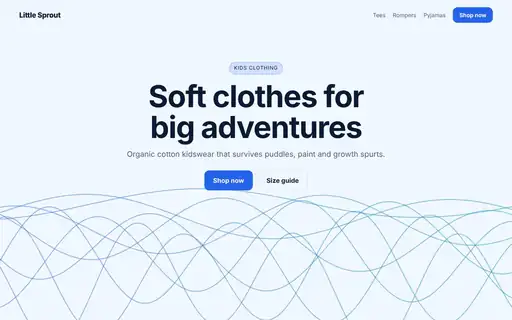 Little Sprout
Tees
Rompers
Pyjamas
Shop now
KIDS CLOTHING
Soft clothes for
big adventures
Organic cotton kidswear that survives puddles, paint and growth spurts.
Shop now
Size guide